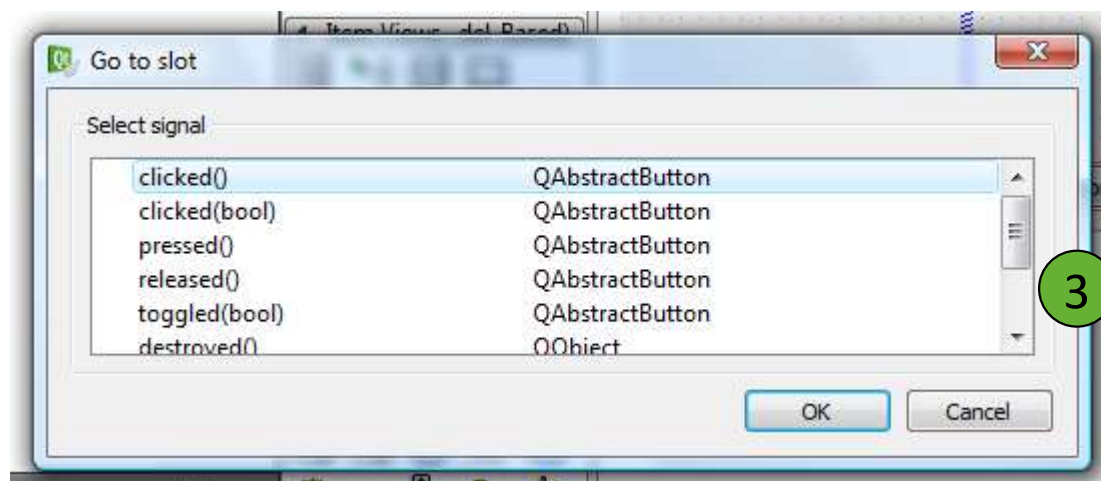 Go to slot
Select signal
clicked() QAbstractButton
clicked(bool) QAbstractButton
pressed() QAbstractButton
released() QAbstractButton
toggled(bool) QAbstractButton
destroyed() QObject
3
OK Cancel